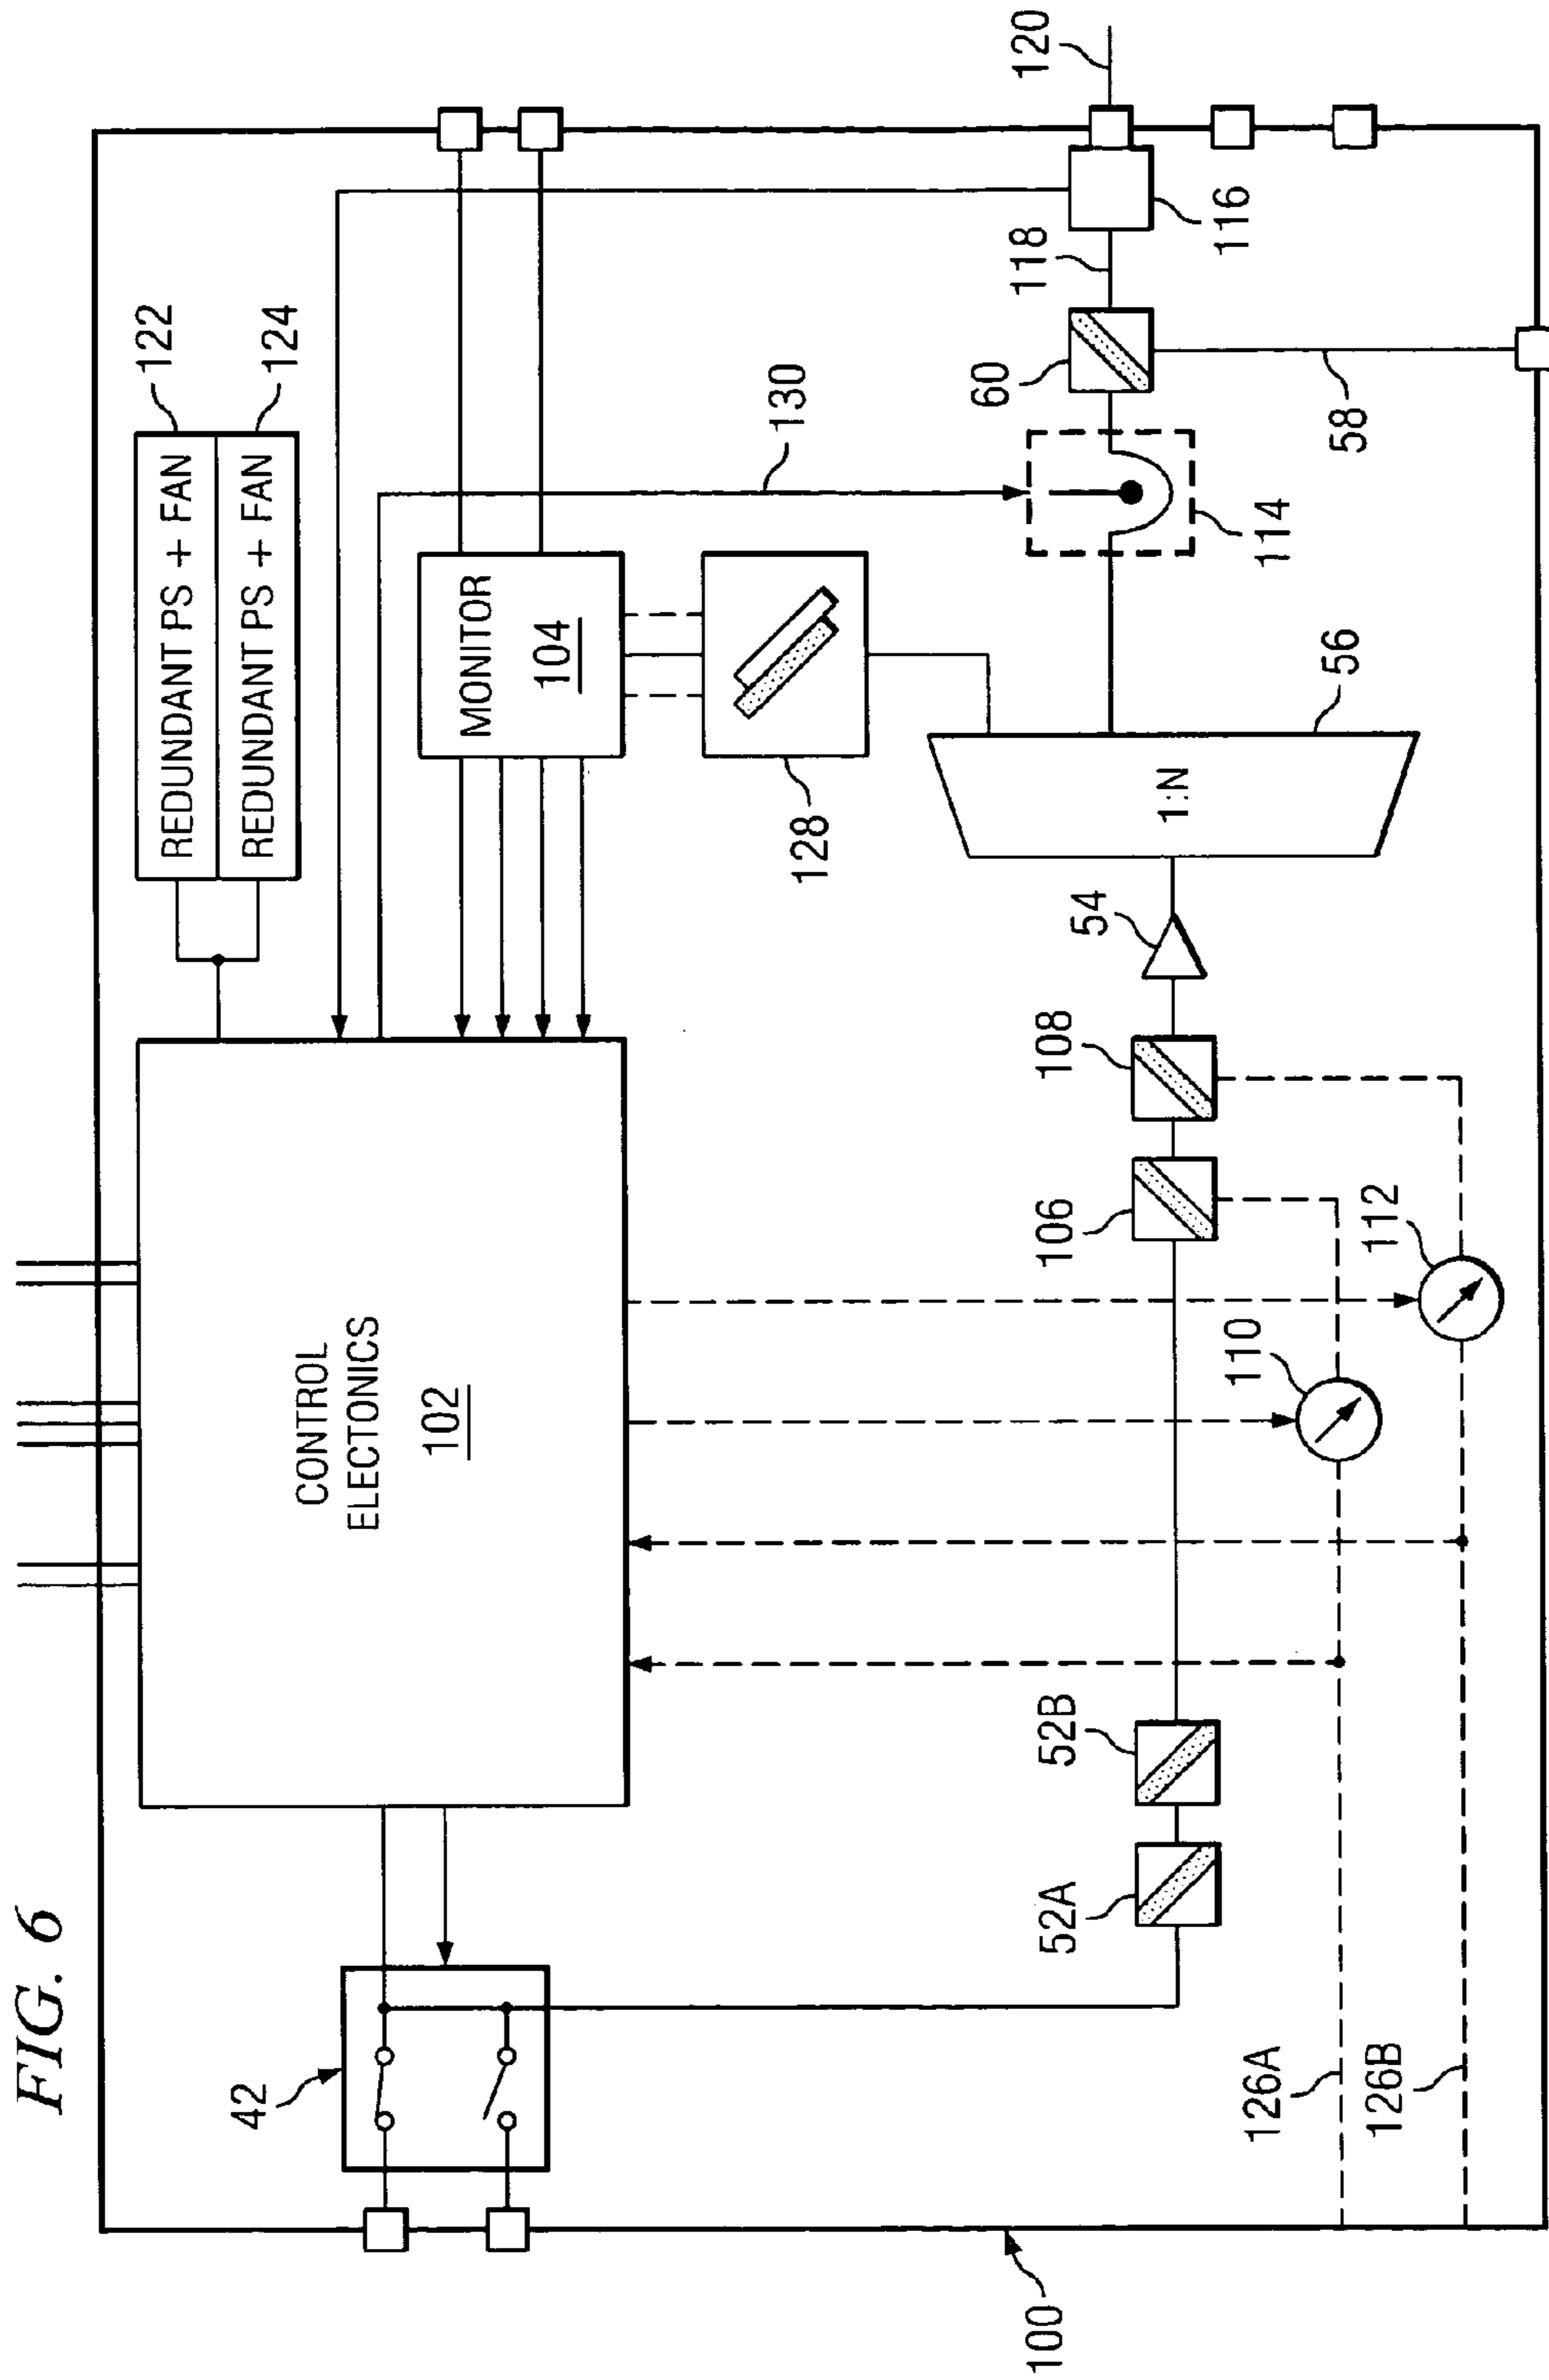 FIG. 6
REDUNDANT PS + FAN
122
REDUNDANT PS + FAN
124
CONTROL
ELECTONICS
102
MONITOR
104
42
130
128
118
120
60
116
114
58
56
1:N
54
108
106
52B
52A
110
112
126A
126B
100